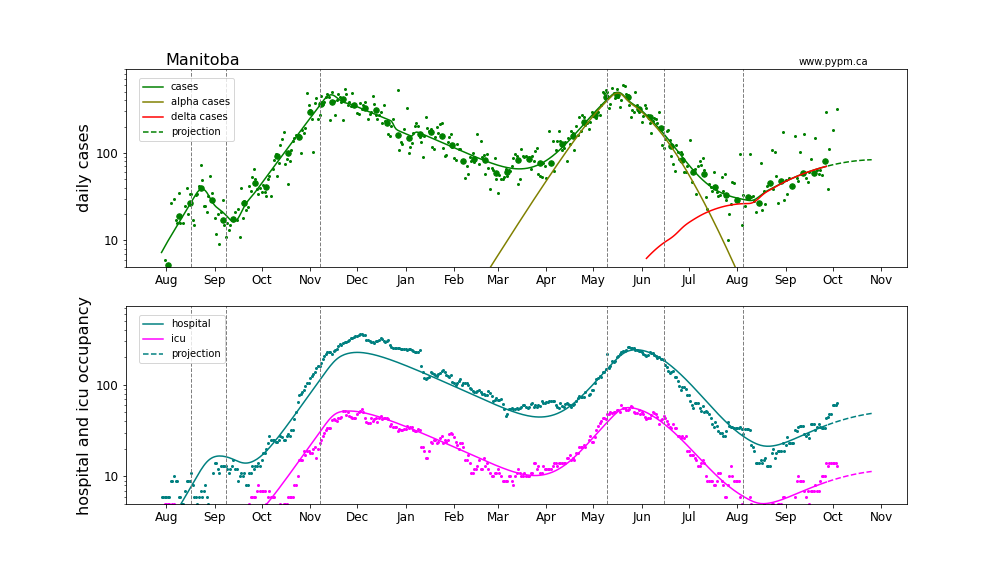 Manitoba
www.pypm.ca
daily cases
100
10
cases
alpha cases
delta cases
projection
Aug Sep Oct Nov Dec Jan Feb Mar Apr May Jun Jul Aug Sep Oct Nov
hospital and icu occupancy
100
10
hospital
icu
projection
Aug Sep Oct Nov Dec Jan Feb Mar Apr May Jun Jul Aug Sep Oct Nov